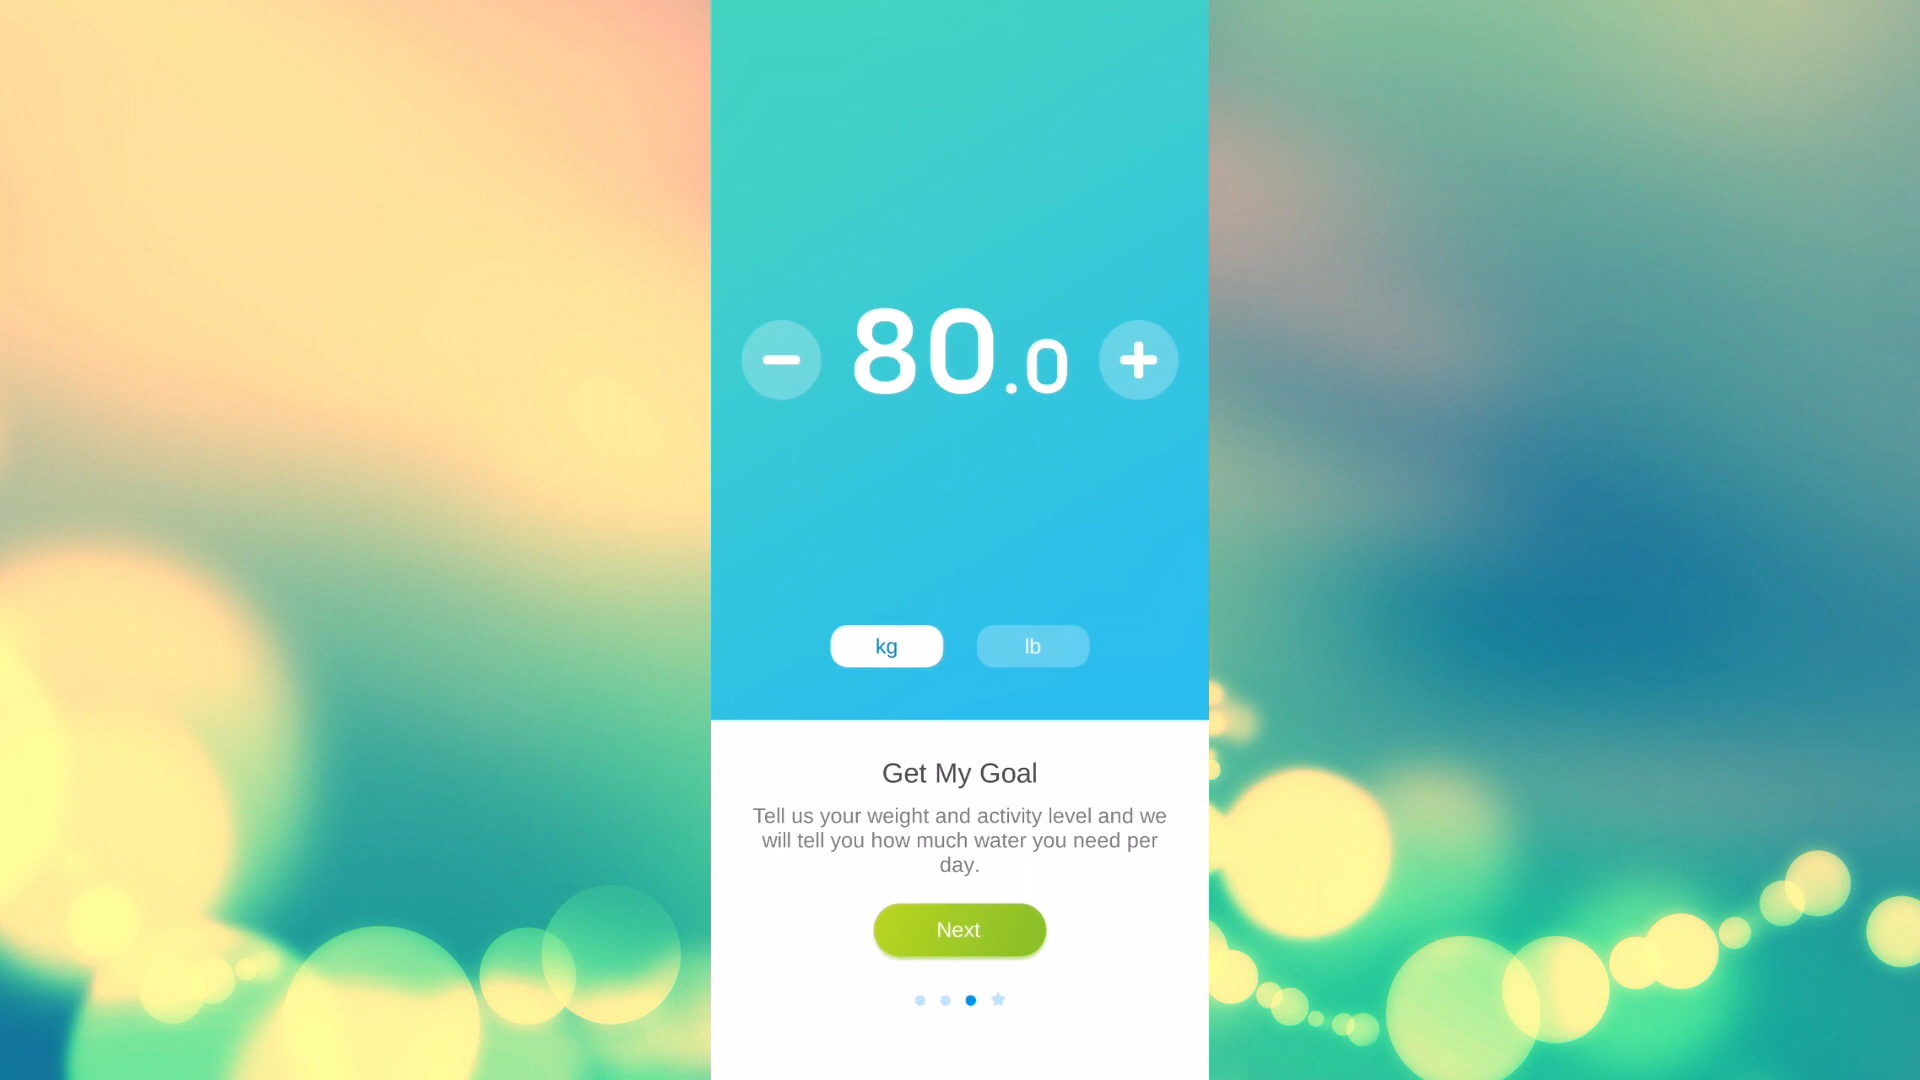 80.0
kg lb
Get My Goal
Tell us your weight and activity level and we
will tell you how much water you need per
day.
Next